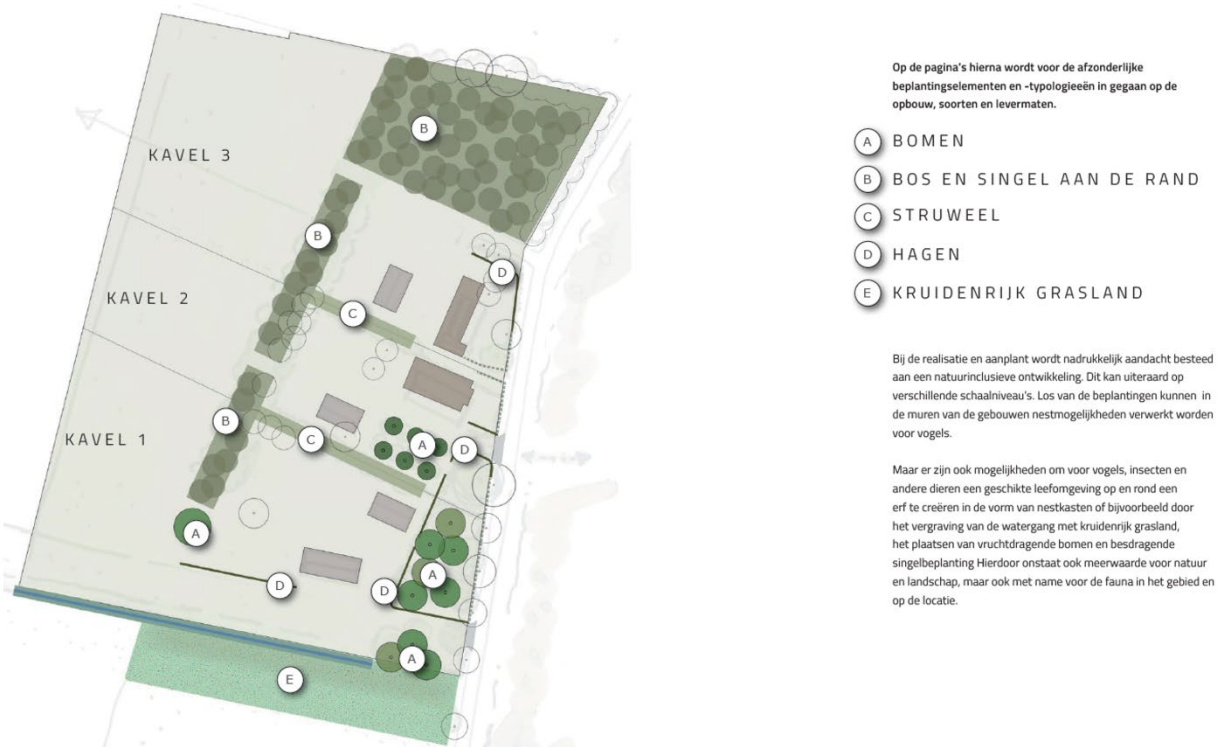 KAVEL 3
KAVEL 2
KAVEL 1
B
B
D
C
B
C
A
D
A
D
D
A
A
E
Op de pagina's hierna wordt voor de afzonderlijke
beplantingselementen en -typologieeën in gegaan op de
opbouw, soorten en levermaten.
A BOMEN
B BOS EN SINGEL AAN DE RAND
C STRUWEEL
D HAGEN
E KRUIDENRIJK GRASLAND
Bij de realisatie en aanplant wordt nadrukkelijk aandacht besteed
aan een natuurinclusieve ontwikkeling. Dit kan uiteraard op
verschillende schaalniveau's. Los van de beplantingen kunnen in
de muren van de gebouwen nestmogelijkheden verwerkt worden
voor vogels.
Maar er zijn ook mogelijkheden om voor vogels, insecten en
andere dieren een geschikte leefomgeving op en rond een
erf te creëren in de vorm van nestkasten of bijvoorbeeld door
het vergraving van de watergang met kruidenrijk grasland,
het plaatsen van vruchtdragende bomen en besdragende
singelbeplanting Hierdoor onstaat ook meerwaarde voor natuur
en landschap, maar ook met name voor de fauna in het gebied en
op de locatie.